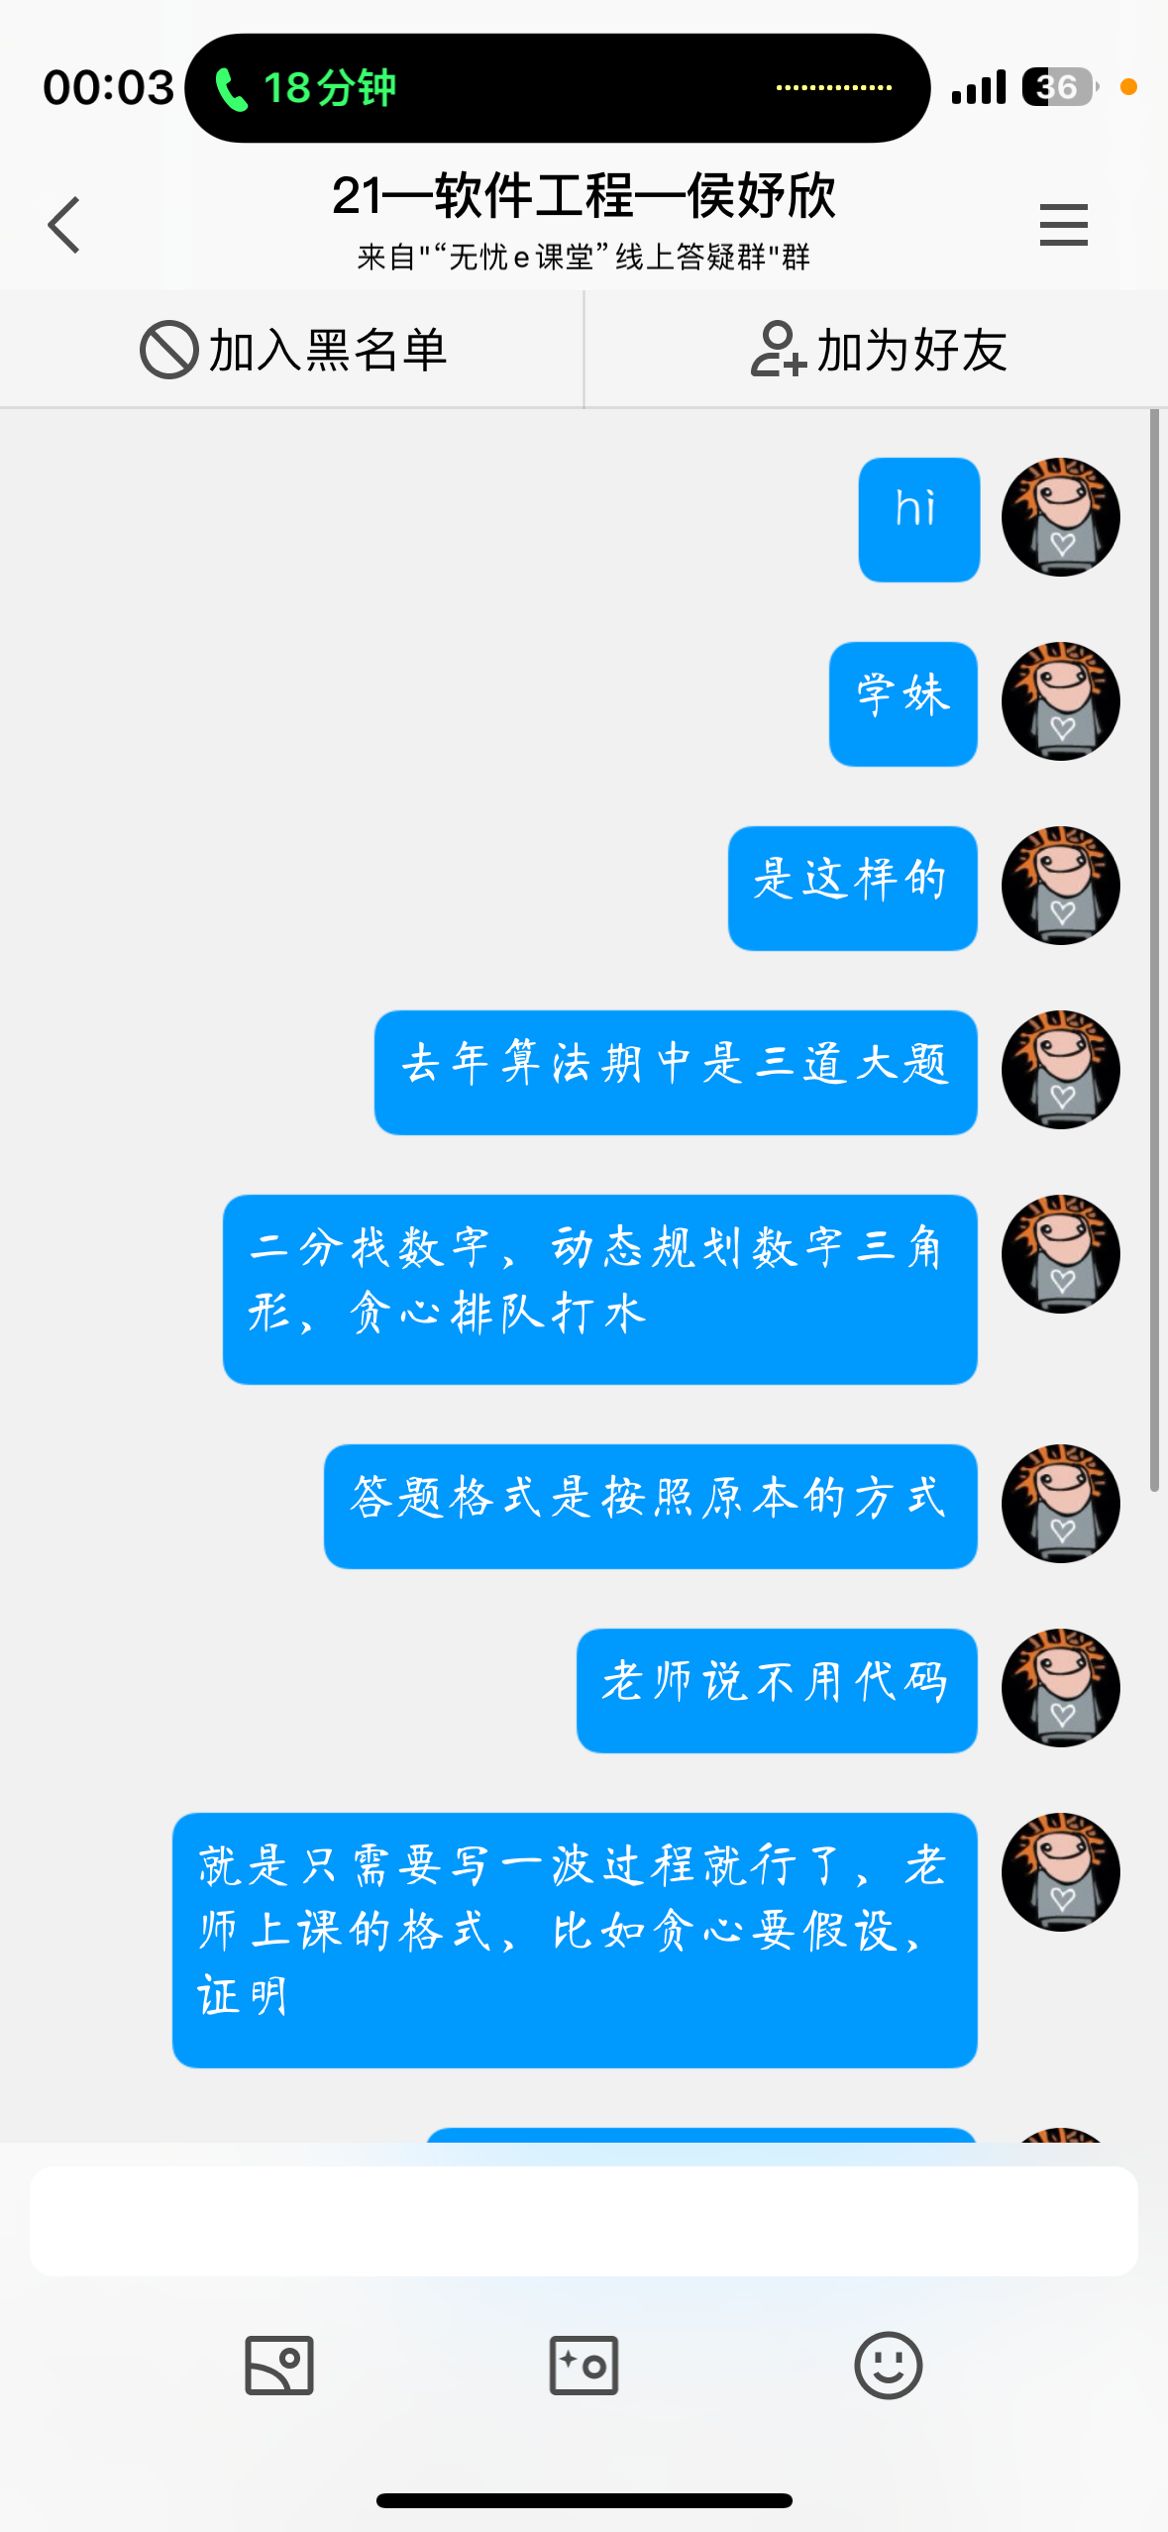 00:03
18分钟
36
21—软件工程—侯妤欣
来自"“无忧e课堂”线上答疑群"群
加入黑名单
加为好友
hi
学妹
是这样的
去年算法期中是三道大题
二分找数字、动态规划数字三角
形、贪心排队打水
答题格式是按照原本的方式
老师说不用代码
就是只需要写一波过程就行了、老
师上课的格式、比如贪心要假设、
证明